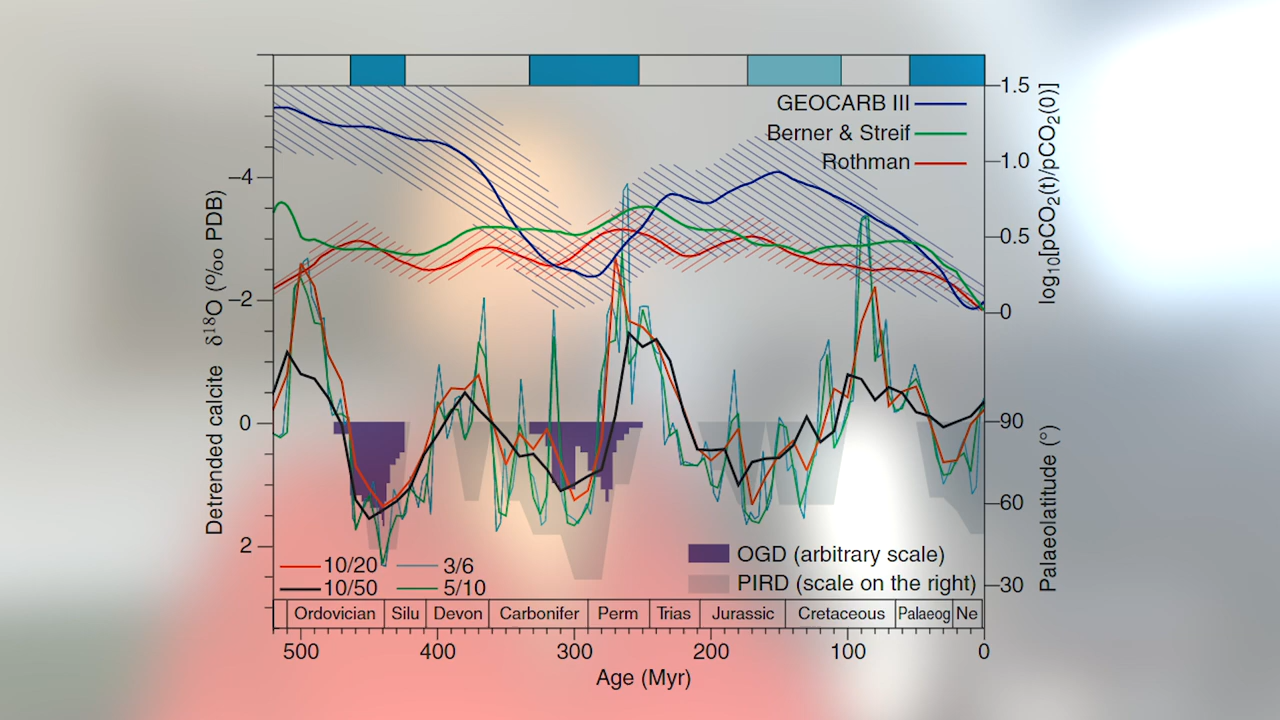 GEOCARB III
Berner & Streif
Rothman
1.5
1.0
0.5
0
log10[pCO2(t)/pCO2(0)]
−4
−2
0
2
Detrended calcite δ18O (‰ PDB)
90
60
30
Palaeolatitude (°)
10/20
3/6
10/50
5/10
OGD (arbitrary scale)
PIRD (scale on the right)
Ordovician
Silu
Devon
Carbonifer
Perm
Trias
Jurassic
Cretaceous
Palaeog
Ne
500
400
300
200
100
0
Age (Myr)